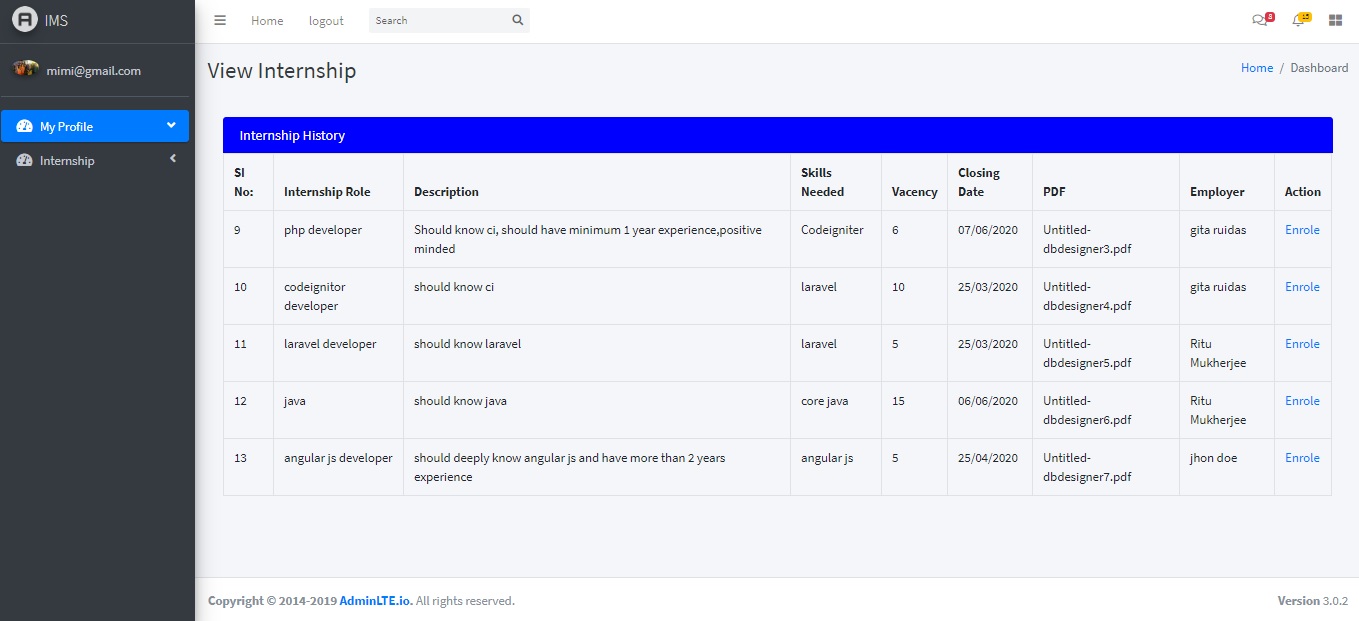 IMS
Home logout Search 8 15
mimi@gmail.com
View Internship
Home / Dashboard
My Profile
Internship
Internship History
Sl No: Internship Role Description Skills Needed Vacency Closing Date PDF Employer Action
9 php developer Should know ci, should have minimum 1 year experience,positive minded Codeigniter 6 07/06/2020 Untitled-dbdesigner3.pdf gita ruidas Enrole
10 codeignitor developer should know ci laravel 10 25/03/2020 Untitled-dbdesigner4.pdf gita ruidas Enrole
11 laravel developer should know laravel laravel 5 25/03/2020 Untitled-dbdesigner5.pdf Ritu Mukherjee Enrole
12 java should know java core java 15 06/06/2020 Untitled-dbdesigner6.pdf Ritu Mukherjee Enrole
13 angular js developer should deeply know angular js and have more than 2 years experience angular js 5 25/04/2020 Untitled-dbdesigner7.pdf jhon doe Enrole
Copyright © 2014-2019 AdminLTE.io. All rights reserved.
Version 3.0.2